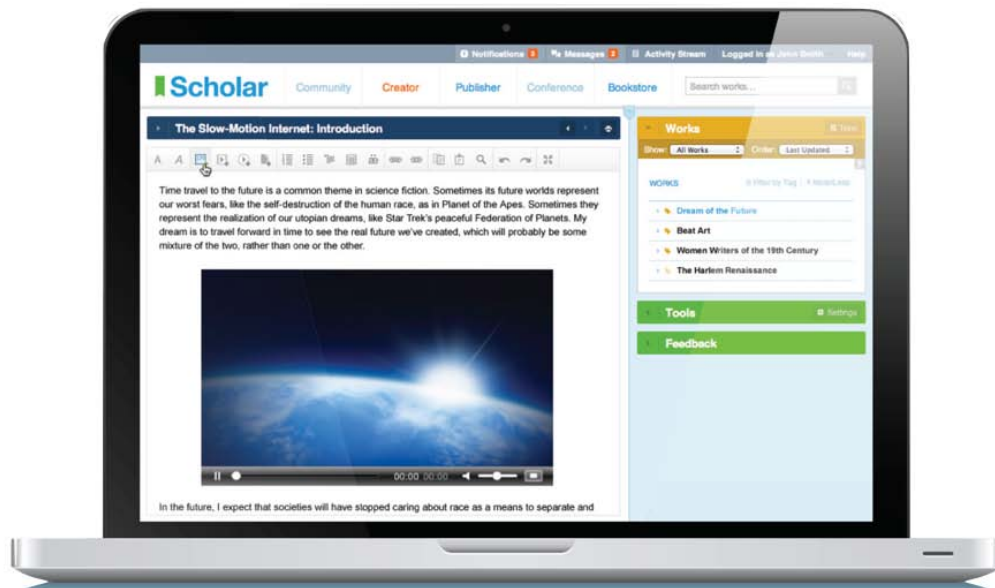 Notifications 3 Messages 3 Activity Stream Logged in as John Smith Help
Scholar
Community Creator Publisher Conference Bookstore
Search works...
The Slow-Motion Internet: Introduction
Time travel to the future is a common theme in science fiction. Sometimes its future worlds represent
our worst fears, like the self-destruction of the human race, as in Planet of the Apes. Sometimes they
represent the realization of our utopian dreams, like Star Trek's peaceful Federation of Planets. My
dream is to travel forward in time to see the real future we've created, which will probably be some
mixture of the two, rather than one or the other.
00:00 00:00
In the future, I expect that societies will have stopped caring about race as a means to separate and
Works
Show: All Works Order: Last Updated
WORKS Filter by Tag
Dream of the Future
Beat Art
Women Writers of the 19th Century
The Harlem Renaissance
Tools Settings
Feedback